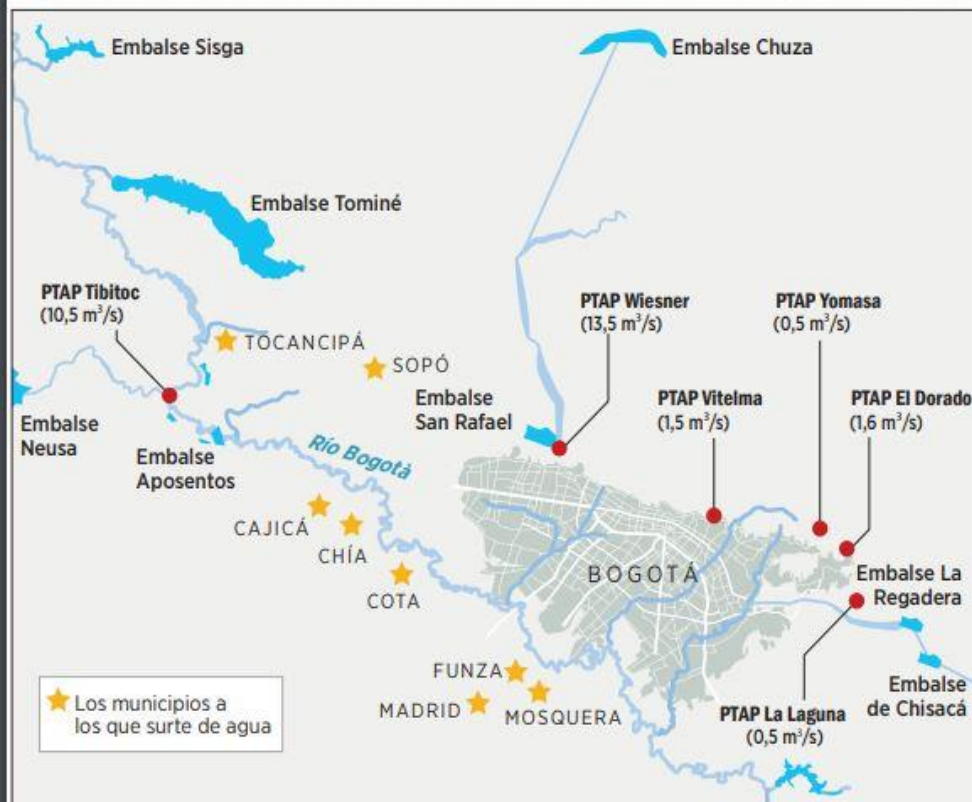 Embalse Sisga
Embalse Chuza
Embalse Tominé
PTAP Tibitoc
(10,5 m³/s)
PTAP Wiesner
(13,5 m³/s)
PTAP Yomasa
(0,5 m³/s)
TOCANCIPÁ
SOPÓ
Embalse
San Rafael
PTAP Vitelma
(1,5 m³/s)
PTAP El Dorado
(1,6 m³/s)
Embalse
Neusa
Embalse
Aposentos
Río Bogotà
CAJICÁ
CHÍA
COTA
BOGOTÁ
Embalse La
Regadera
FUNZA
MADRID
MOSQUERA
Embalse
de Chisacá
PTAP La Laguna
(0,5 m³/s)
Los municipios a
los que surte de agua